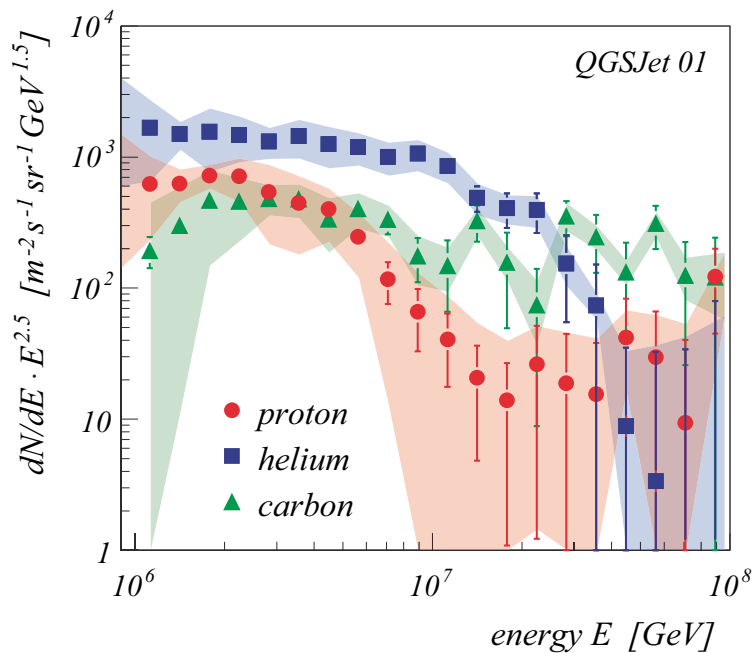 dN/dE · E^2.5 [m^-2 s^-1 sr^-1 GeV^1.5]
10^4
10^3
10^2
10
1
QGSJet 01
proton
helium
carbon
10^6 10^7 10^8
energy E [GeV]